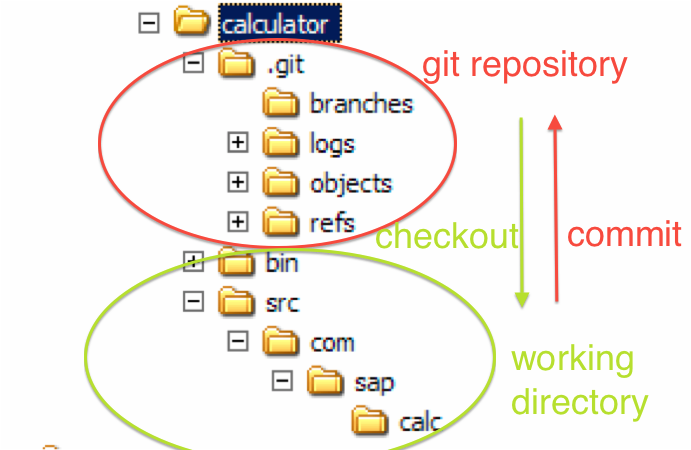 calculator
.git
git repository
branches
logs
objects
refs
checkout
commit
bin
src
com
working
directory
sap
calc